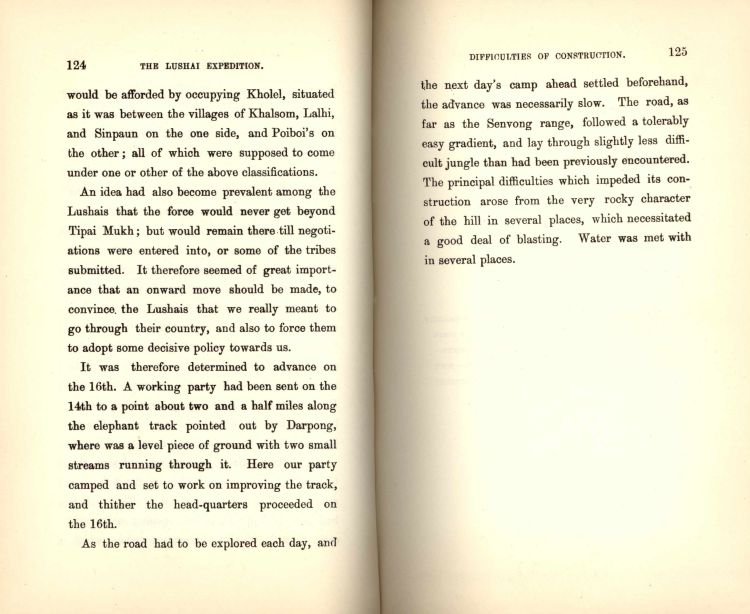 124
THE LUSHAI EXPEDITION.
would be afforded by occupying Kholel, situated
as it was between the villages of Khalsom, Lalhi,
and Sinpaun on the one side, and Poiboi's on
the other; all of which were supposed to come
under one or other of the above classifications.
An idea had also become prevalent among the
Lushais that the force would never get beyond
Tipai Mukh; but would remain there till negoti-
ations were entered into, or some of the tribes
submitted. It therefore seemed of great import-
ance that an onward move should be made, to
convince the Lushais that we really meant to
go through their country, and also to force them
to adopt some decisive policy towards us.
It was therefore determined to advance on
the 16th. A working party had been sent on the
14th to a point about two and a half miles along
the elephant track pointed out by Darpong,
where was a level piece of ground with two small
streams running through it. Here our party
camped and set to work on improving the track,
and thither the head-quarters proceeded on
the 16th.
As the road had to be explored each day, and
DIFFICULTIES OF CONSTRUCTION.
125
the next day's camp ahead settled beforehand,
the advance was necessarily slow. The road, as
far as the Senvong range, followed a tolerably
easy gradient, and lay through slightly less diffi-
cult jungle than had been previously encountered.
The principal difficulties which impeded its con-
struction arose from the very rocky character
of the hill in several places, which necessitated
a good deal of blasting. Water was met with
in several places.